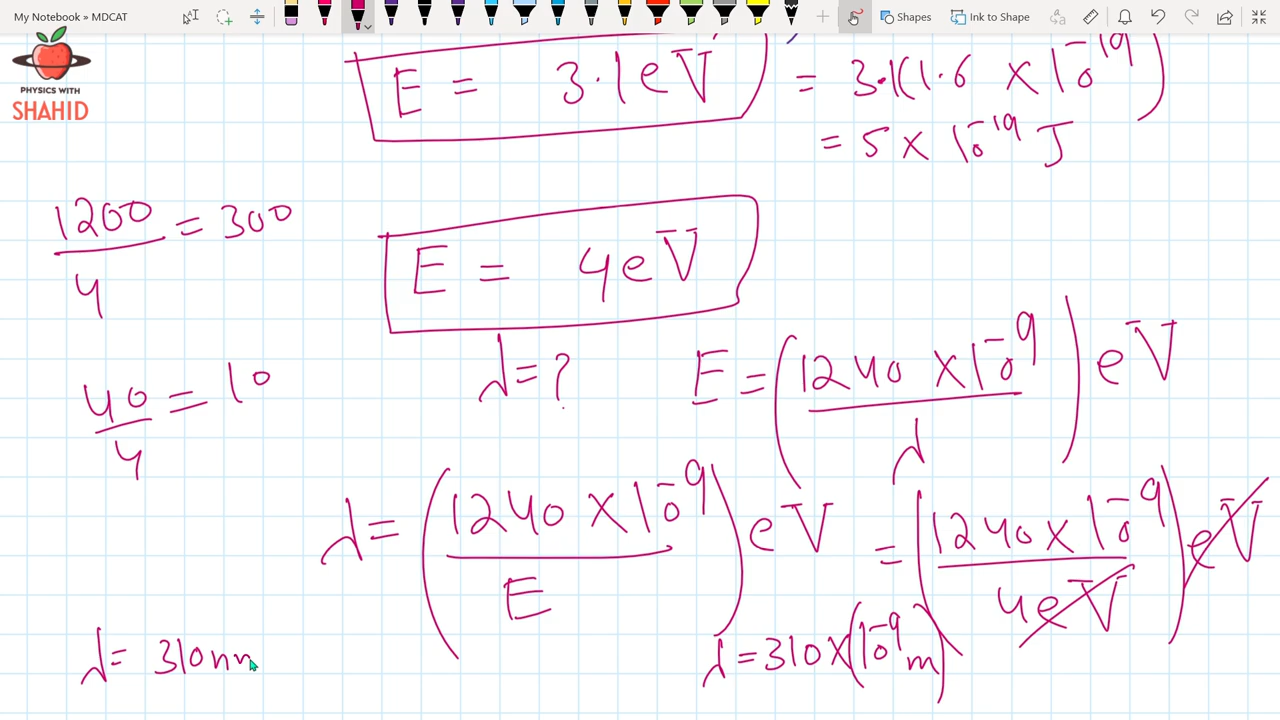 My Notebook » MDCAT
Shapes
Ink to Shape
PHYSICS WITH
SHAHID
E = 3.1eV
= 3.1(1.6 × 10⁻¹⁹)
= 5 × 10⁻¹⁹ J
1200/4 = 300
E = 4eV
40/4 = 10
λ = ?
E = (1240 × 10⁻⁹/λ) eV
λ = (1240 × 10⁻⁹/E) eV
= (1240 × 10⁻⁹/4eV) eV
λ = 310 × (10⁻⁹ m)
λ = 310nm